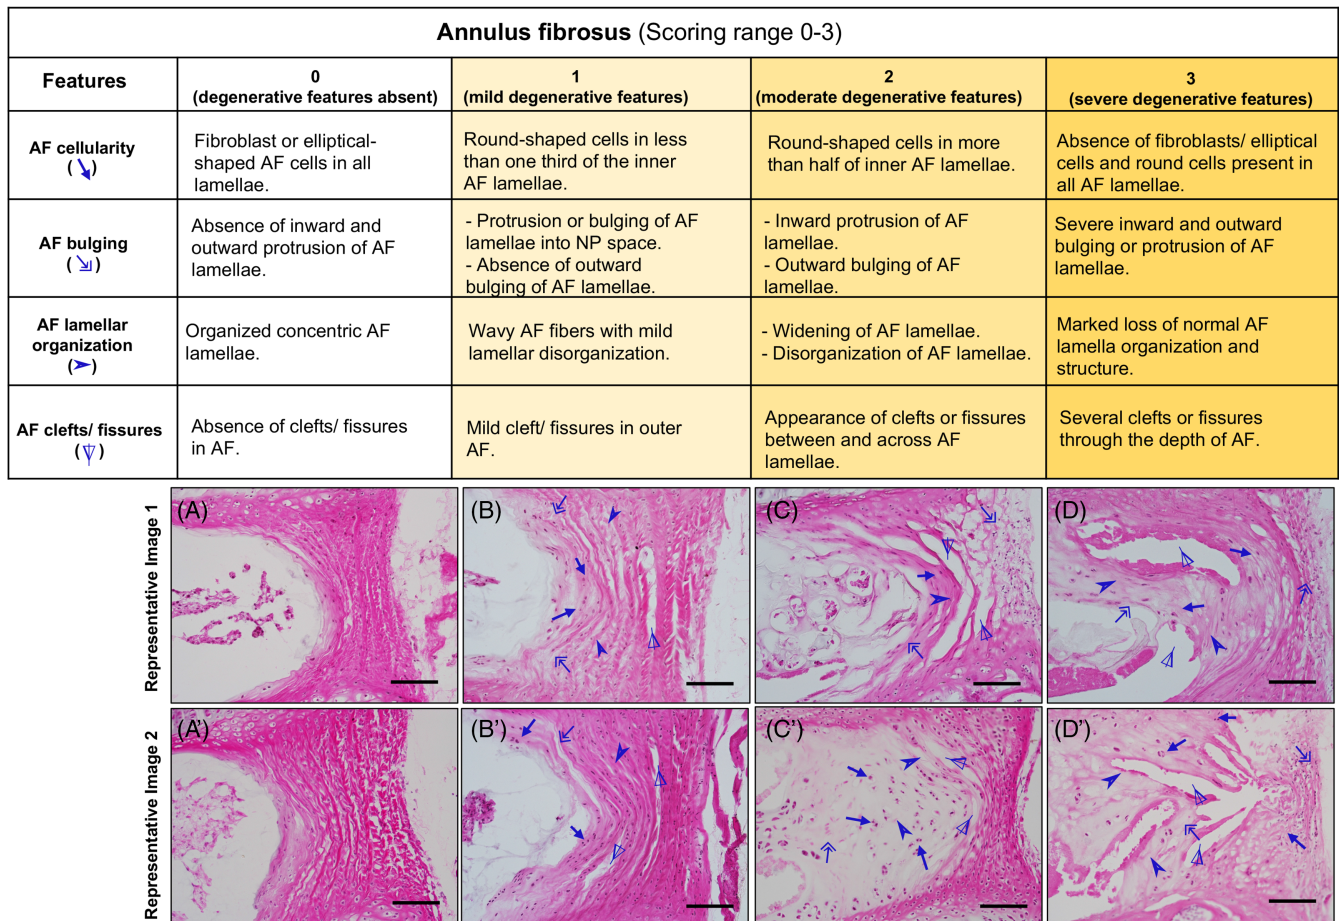 Annulus fibrosus (Scoring range 0-3)
Features
0
(degenerative features absent)
1
(mild degenerative features)
2
(moderate degenerative features)
3
(severe degenerative features)
AF cellularity
( )
Fibroblast or elliptical-
shaped AF cells in all
lamellae.
Round-shaped cells in less
than one third of the inner
AF lamellae.
Round-shaped cells in more
than half of inner AF lamellae.
Absence of fibroblasts/ elliptical
cells and round cells present in
all AF lamellae.
AF bulging
( )
Absence of inward and
outward protrusion of AF
lamellae.
- Protrusion or bulging of AF
lamellae into NP space.
- Absence of outward
bulging of AF lamellae.
- Inward protrusion of AF
lamellae.
- Outward bulging of AF
lamellae.
Severe inward and outward
bulging or protrusion of AF
lamellae.
AF lamellar
organization
( )
Organized concentric AF
lamellae.
Wavy AF fibers with mild
lamellar disorganization.
- Widening of AF lamellae.
- Disorganization of AF lamellae.
Marked loss of normal AF
lamella organization and
structure.
AF clefts/ fissures
( )
Absence of clefts/ fissures
in AF.
Mild cleft/ fissures in outer
AF.
Appearance of clefts or fissures
between and across AF
lamellae.
Several clefts or fissures
through the depth of AF.
Representative Image 1
(A)
(B)
(C)
(D)
Representative Image 2
(A')
(B')
(C')
(D')